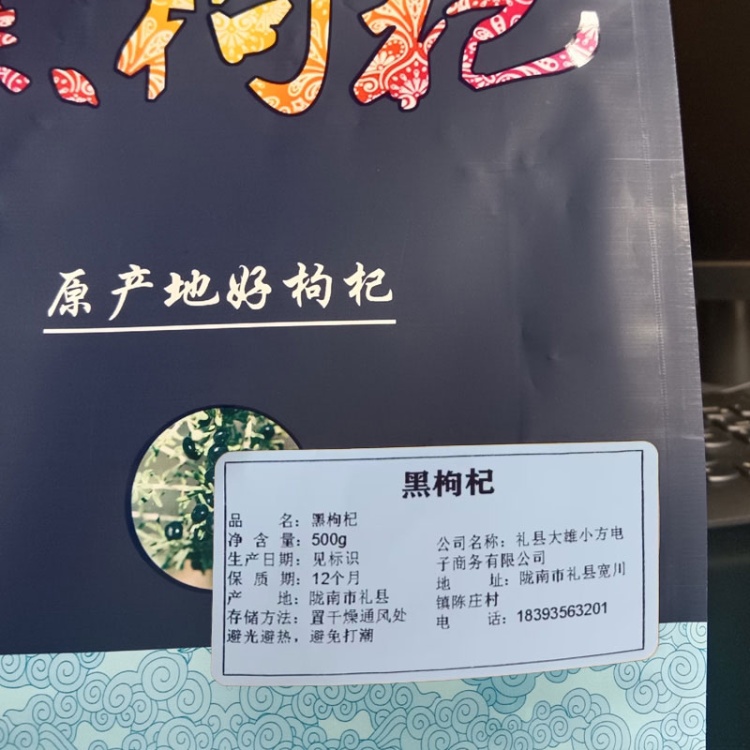 黑枸杞
原产地好枸杞
黑枸杞
品 名：黑枸杞
净 含 量：500g
生产日期：见标识
保 质 期：12个月
产 地：陇南市礼县
存储方法：置干燥通风处
避光避热，避免打潮
公司名称：礼县大雄小方电
子商务有限公司
地 址：陇南市礼县宽川
镇陈庄村
电 话：18393563201